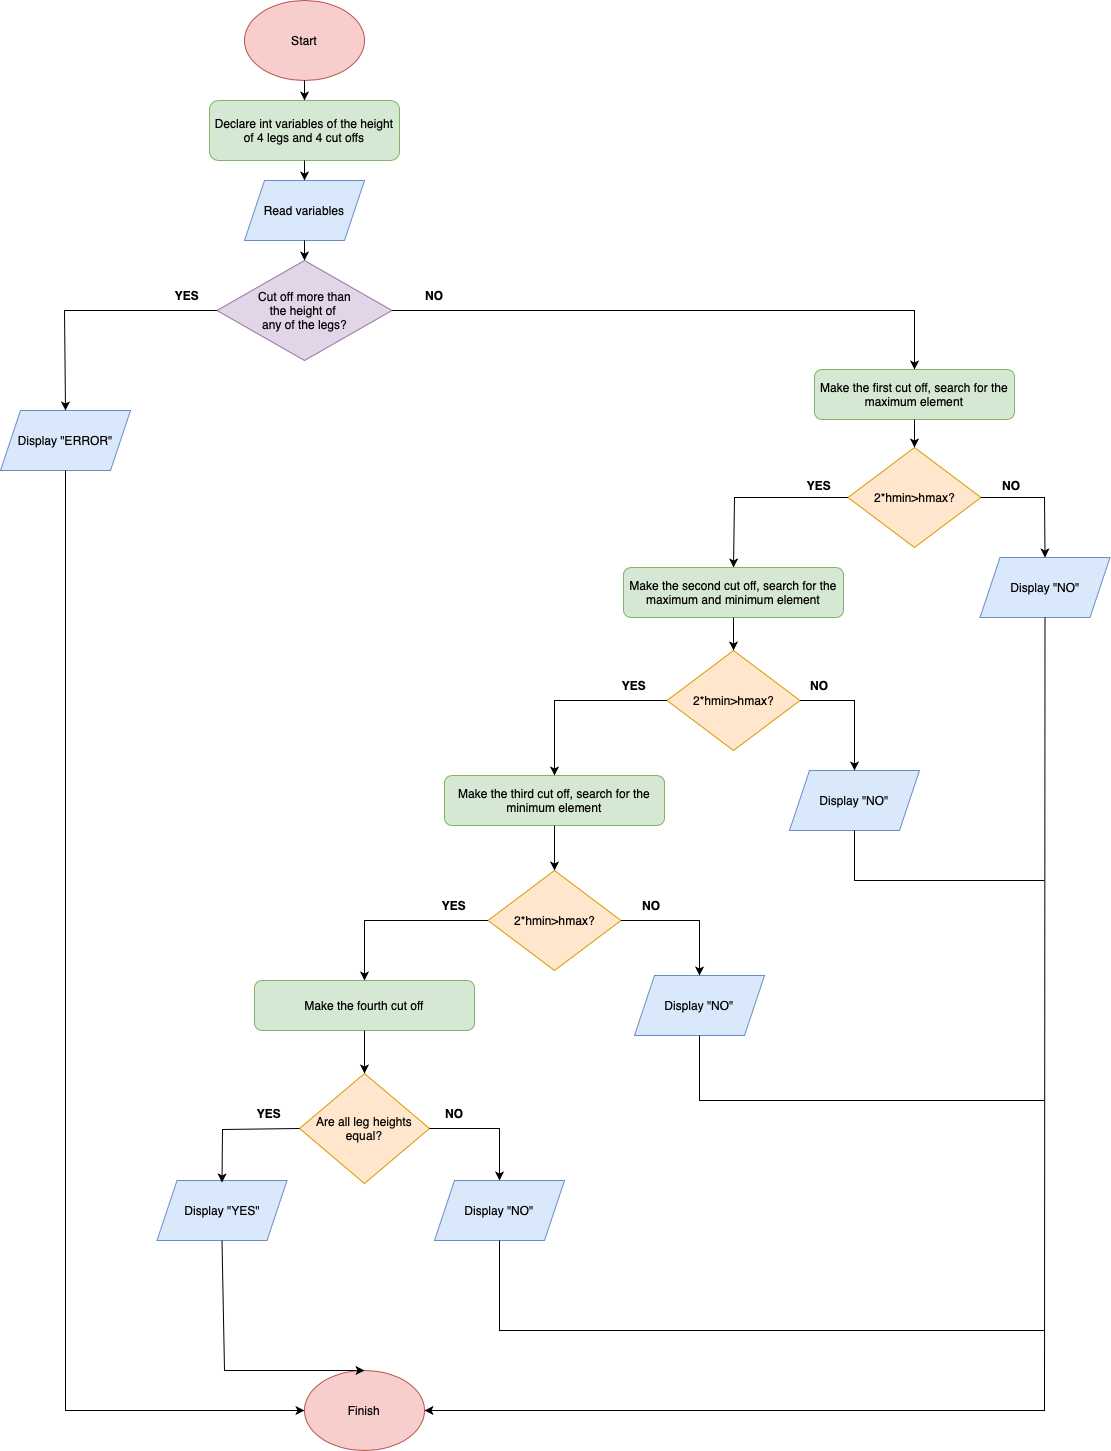 Start
Declare int variables of the height
of 4 legs and 4 cut offs
Read variables
Cut off more than
the height of
any of the legs?
YES
NO
Display "ERROR"
Make the first cut off, search for the
maximum element
2*hmin>hmax?
YES
NO
Display "NO"
Make the second cut off, search for the
maximum and minimum element
2*hmin>hmax?
YES
NO
Display "NO"
Make the third cut off, search for the
minimum element
2*hmin>hmax?
YES
NO
Display "NO"
Make the fourth cut off
Are all leg heights
equal?
YES
NO
Display "YES"
Display "NO"
Finish